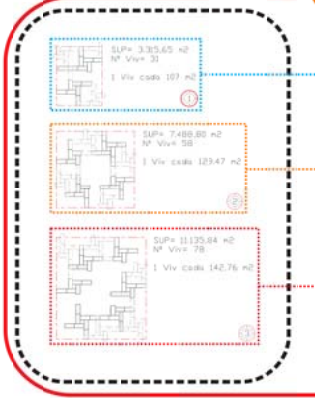 SUP= 3.315,65 m2
Nº Viv= 31
1 Viv cada 107 m2
1
SUP= 7.488,80 m2
Nº Viv= 58
1 Viv cada 123.47 m2
2
SUP= 11.135,84 m2
Nº Viv= 78
1 Viv cada 142,76 m2
3